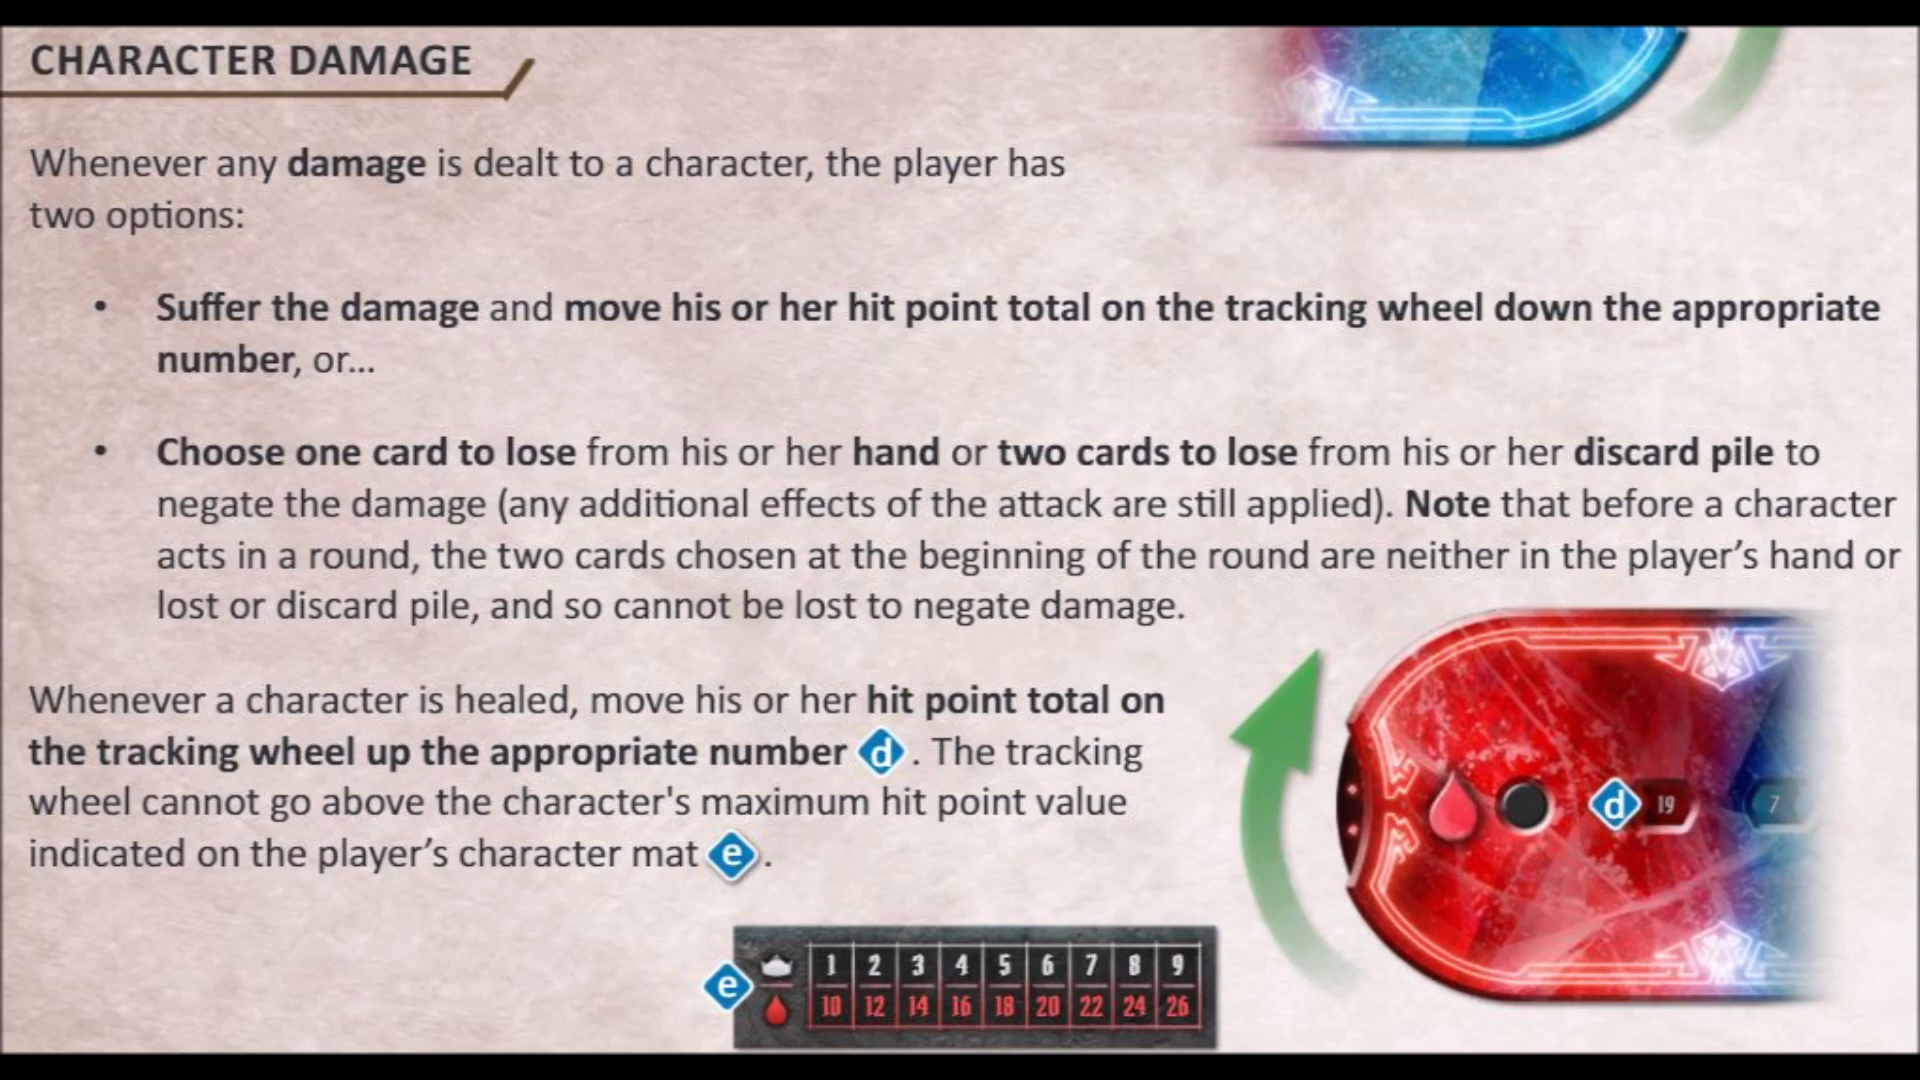 CHARACTER DAMAGE
Whenever any damage is dealt to a character, the player has
two options:
• Suffer the damage and move his or her hit point total on the tracking wheel down the appropriate
number, or...
• Choose one card to lose from his or her hand or two cards to lose from his or her discard pile to
negate the damage (any additional effects of the attack are still applied). Note that before a character
acts in a round, the two cards chosen at the beginning of the round are neither in the player’s hand or
lost or discard pile, and so cannot be lost to negate damage.
Whenever a character is healed, move his or her hit point total on
the tracking wheel up the appropriate number d. The tracking
wheel cannot go above the character's maximum hit point value
indicated on the player’s character mat e.
d 19 7
e 1 2 3 4 5 6 7 8 9
10 12 14 16 18 20 22 24 26